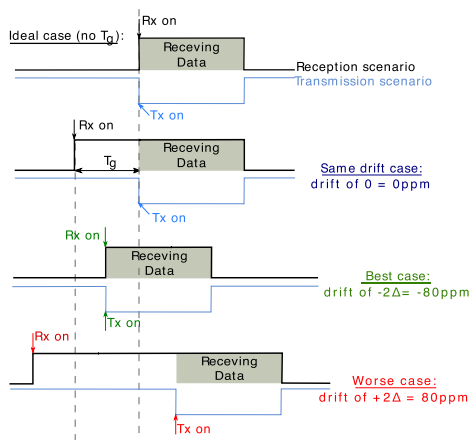 Rx on
Ideal case (no Tg):
Receving
Data
Reception scenario
Transmission scenario
Tx on
Rx on
Receving
Data
Tg
Same drift case:
drift of 0 = 0ppm
Tx on
Rx on
Receving
Data
Best case:
drift of -2Δ= -80ppm
Tx on
Rx on
Receving
Data
Worse case:
drift of +2Δ = 80ppm
Tx on